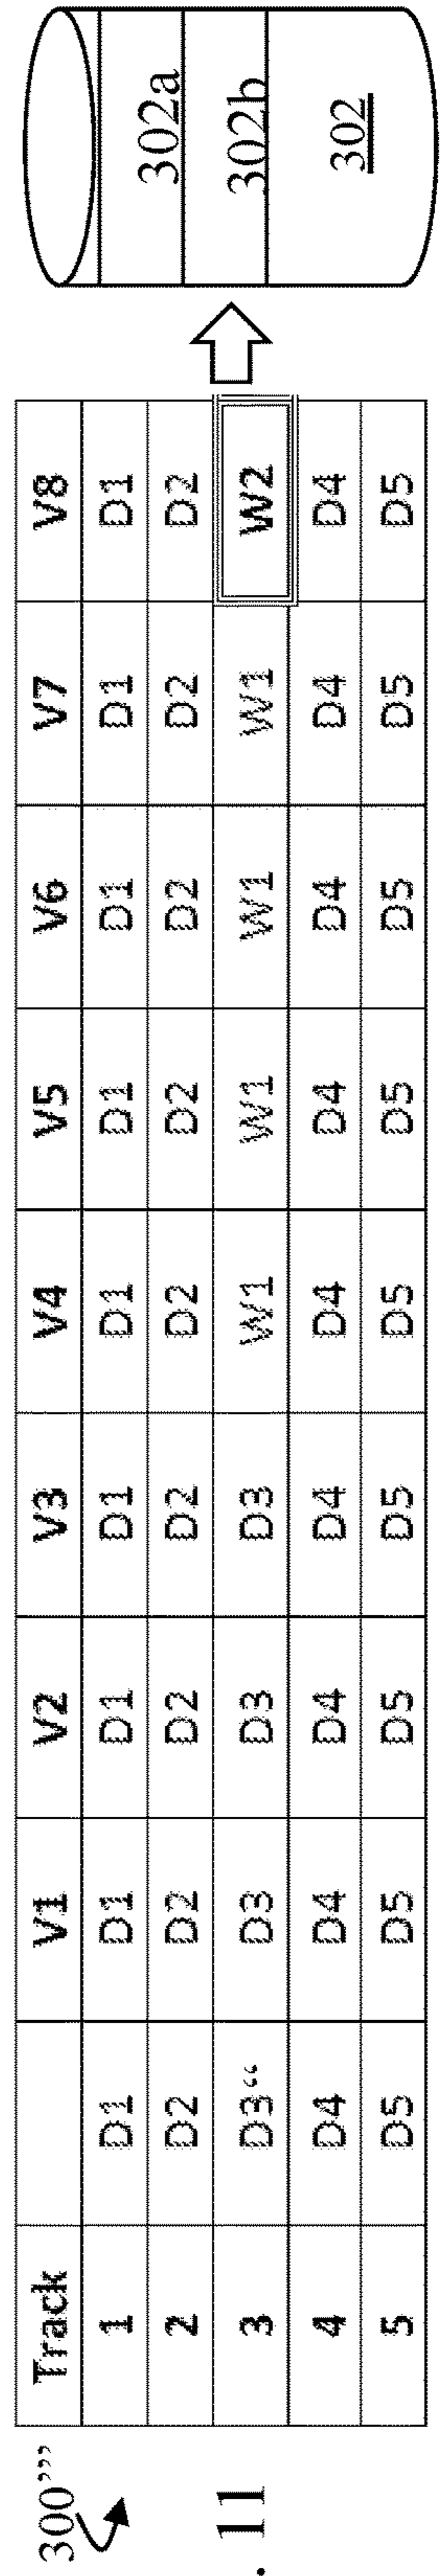 300”’’
Track V1 V2 V3 V4 V5 V6 V7 V8
1 D1 D1 D1 D1 D1 D1 D1 D1 D1
2 D2 D2 D2 D2 D2 D2 D2 D2 D2
3 D3“ D3 D3 D3 W1 W1 W1 W1 W2
4 D4 D4 D4 D4 D4 D4 D4 D4 D4
5 D5 D5 D5 D5 D5 D5 D5 D5 D5
302a
302b
302
. 11